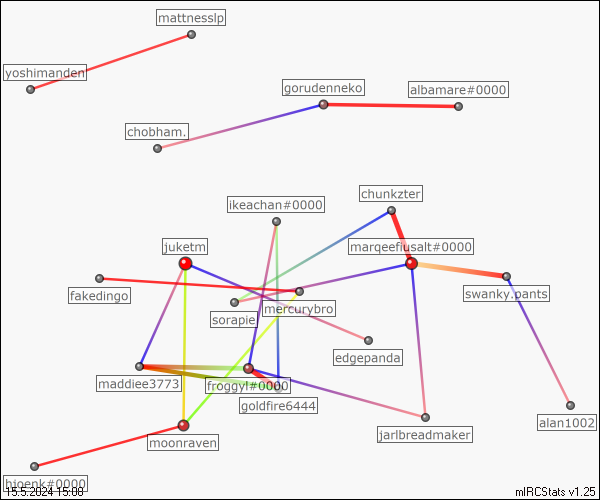 mattnesslp
yoshimanden
gorudenneko
albamare#0000
chobham.
chunkzter
ikeachan#0000
juketm
marqeefiusalt#0000
fakedingo
swanky.pants
mercurybro
sorapie
edgepanda
maddiee3773
froggyl#0000
goldfire6444
alan1002
jarlbreadmaker
moonraven
hjoenk#0000
15.5.2024 15:00
mIRCStats v1.25